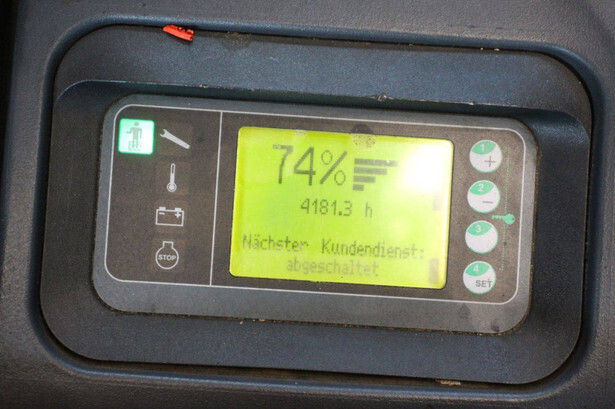 74%
4181.3 h
Nächster Kundendienst:
abgeschaltet
STOP
1
+
2
−
3
4
SET